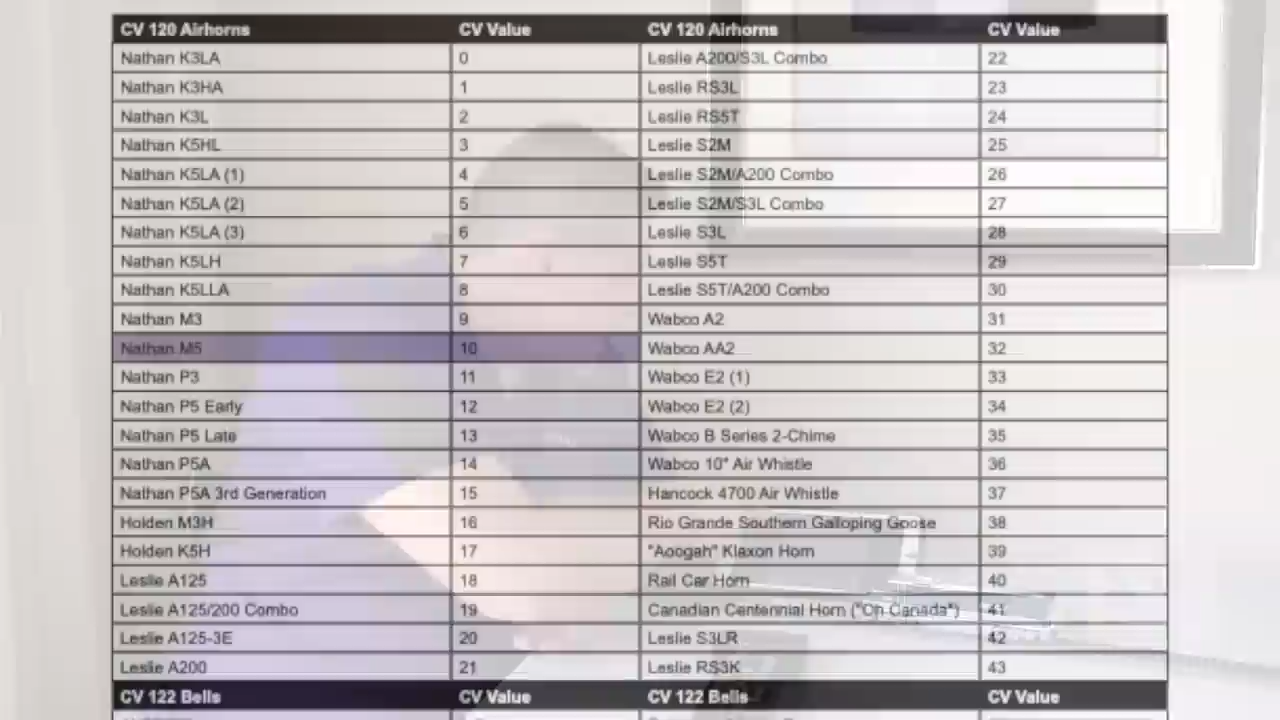 CV 120 Airhorns CV Value CV 120 Airhorns CV Value
Nathan K3LA 0 Leslie A200/S3L Combo 22
Nathan K3HA 1 Leslie RS3L 23
Nathan K3L 2 Leslie RS5T 24
Nathan K5HL 3 Leslie S2M 25
Nathan K5LA (1) 4 Leslie S2M/A200 Combo 26
Nathan K5LA (2) 5 Leslie S2M/S3L Combo 27
Nathan K5LA (3) 6 Leslie S3L 28
Nathan K5LH 7 Leslie S5T 29
Nathan K5LLA 8 Leslie S5T/A200 Combo 30
Nathan M3 9 Wabco A2 31
Nathan M5 10 Wabco AA2 32
Nathan P3 11 Wabco E2 (1) 33
Nathan P5 Early 12 Wabco E2 (2) 34
Nathan P5 Late 13 Wabco B Series 2-Chime 35
Nathan P5A 14 Wabco 10" Air Whistle 36
Nathan P5A 3rd Generation 15 Hancock 4700 Air Whistle 37
Holden M3H 16 Rio Grande Southern Galloping Goose 38
Holden K5H 17 "Aoogah" Klaxon Horn 39
Leslie A125 18 Rail Car Horn 40
Leslie A125/200 Combo 19 Canadian Centennial Horn ("Oh Canada") 41
Leslie A125-3E 20 Leslie S3LR 42
Leslie A200 21 Leslie RS3K 43
CV 122 Bells CV Value CV 122 Bells CV Value